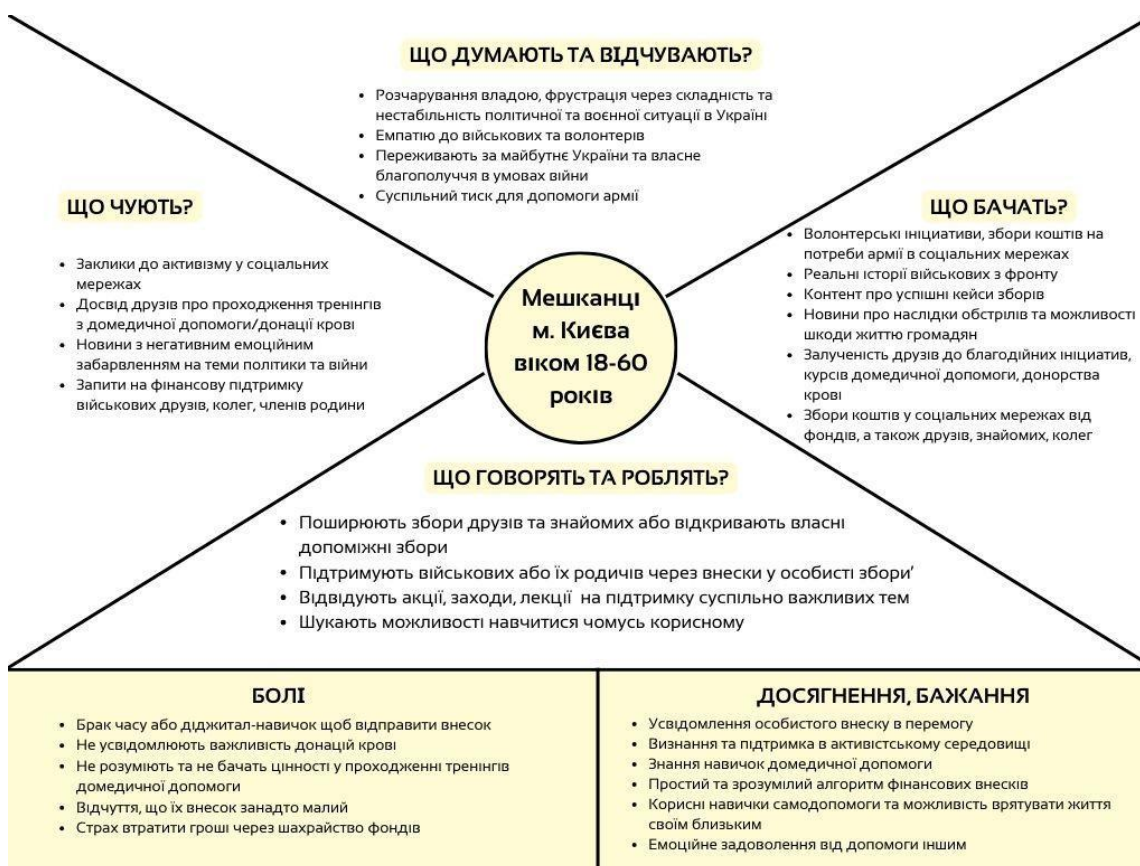 ЩО ДУМАЮТЬ ТА ВІДЧУВАЮТЬ?
• Розчарування владою, фрустрація через складність та
нестабільність політичної та воєнної ситуації в Україні
• Емпатію до військових та волонтерів
• Переживають за майбутнє України та власне
благополуччя в умовах війни
• Суспільний тиск для допомоги армії
ЩО ЧУЮТЬ?
• Заклики до активізму у соціальних
мережах
• Досвід друзів про проходження тренінгів
з домедичної допомоги/донації крові
• Новини з негативним емоційним
забарвленням на теми політики та війни
• Запити на фінансову підтримку
військових друзів, колег, членів родини
Мешканці
м. Києва
віком 18-60
років
ЩО БАЧАТЬ?
• Волонтерські ініціативи, збори коштів на
потреби армії в соціальних мережах
• Реальні історії військових з фронту
• Контент про успішні кейси зборів
• Новини про наслідки обстрілів та можливості
шкоди життю громадян
• Залученість друзів до благодійних ініціатив,
курсів домедичної допомоги, донорства
крові
• Збори коштів у соціальних мережах від
фондів, а також друзів, знайомих, колег
ЩО ГОВОРЯТЬ ТА РОБЛЯТЬ?
• Поширюють збори друзів та знайомих або відкривають власні
допоміжні збори
• Підтримують військових або їх родичів через внески у особисті збори’
• Відвідують акції, заходи, лекції на підтримку суспільно важливих тем
• Шукають можливості навчитися чомусь корисному
БОЛІ
• Брак часу або діджитал-навичок щоб відправити внесок
• Не усвідомлюють важливість донацій крові
• Не розуміють та не бачать цінності у проходженні тренінгів
домедичної допомоги
• Відчуття, що їх внесок занадто малий
• Страх втратити гроші через шахрайство фондів
ДОСЯГНЕННЯ, БАЖАННЯ
• Усвідомлення особистого внеску в перемогу
• Визнання та підтримка в активістському середовищі
• Знання навичок домедичної допомоги
• Простий та зрозумілий алгоритм фінансових внесків
• Корисні навички самодопомоги та можливість врятувати життя
своїм близьким
• Емоційне задоволення від допомоги іншим